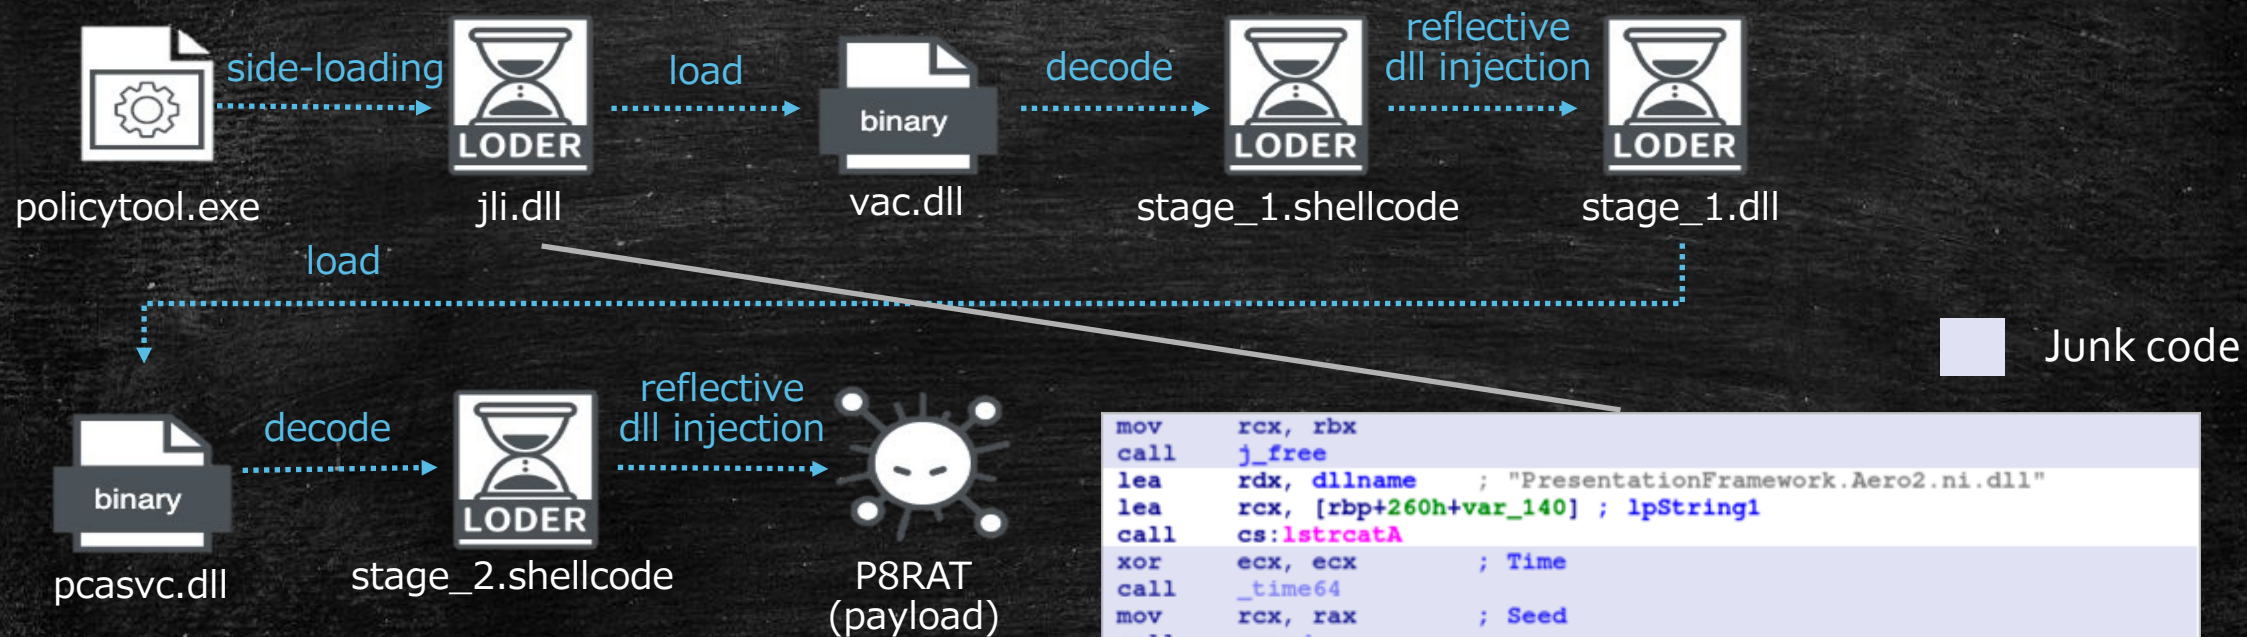 side-loading
load
decode
reflective
dll injection
LODER
binary
LODER
LODER
policytool.exe
jli.dll
vac.dll
stage_1.shellcode
stage_1.dll
load
Junk code
decode
reflective
dll injection
binary
LODER
pcasvc.dll
stage_2.shellcode
P8RAT
(payload)
mov rcx, rbx
call j_free
lea rdx, dllname ; "PresentationFramework.Aero2.ni.dll"
lea rcx, [rbp+260h+var_140] ; lpString1
call cs:lstrcatA
xor ecx, ecx ; Time
call _time64
mov rcx, rax ; Seed